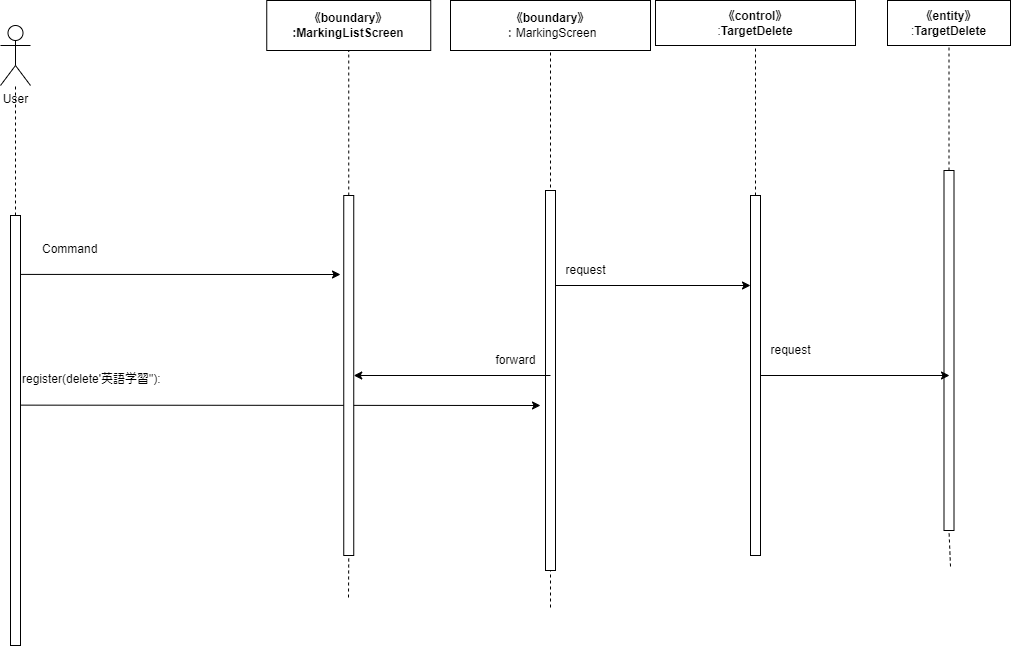 《boundary》
:MarkingListScreen
《boundary》
: MarkingScreen
《control》
:TargetDelete
《entity》
:TargetDelete
User
Command
request
forward
request
register(delete'英語学習"):